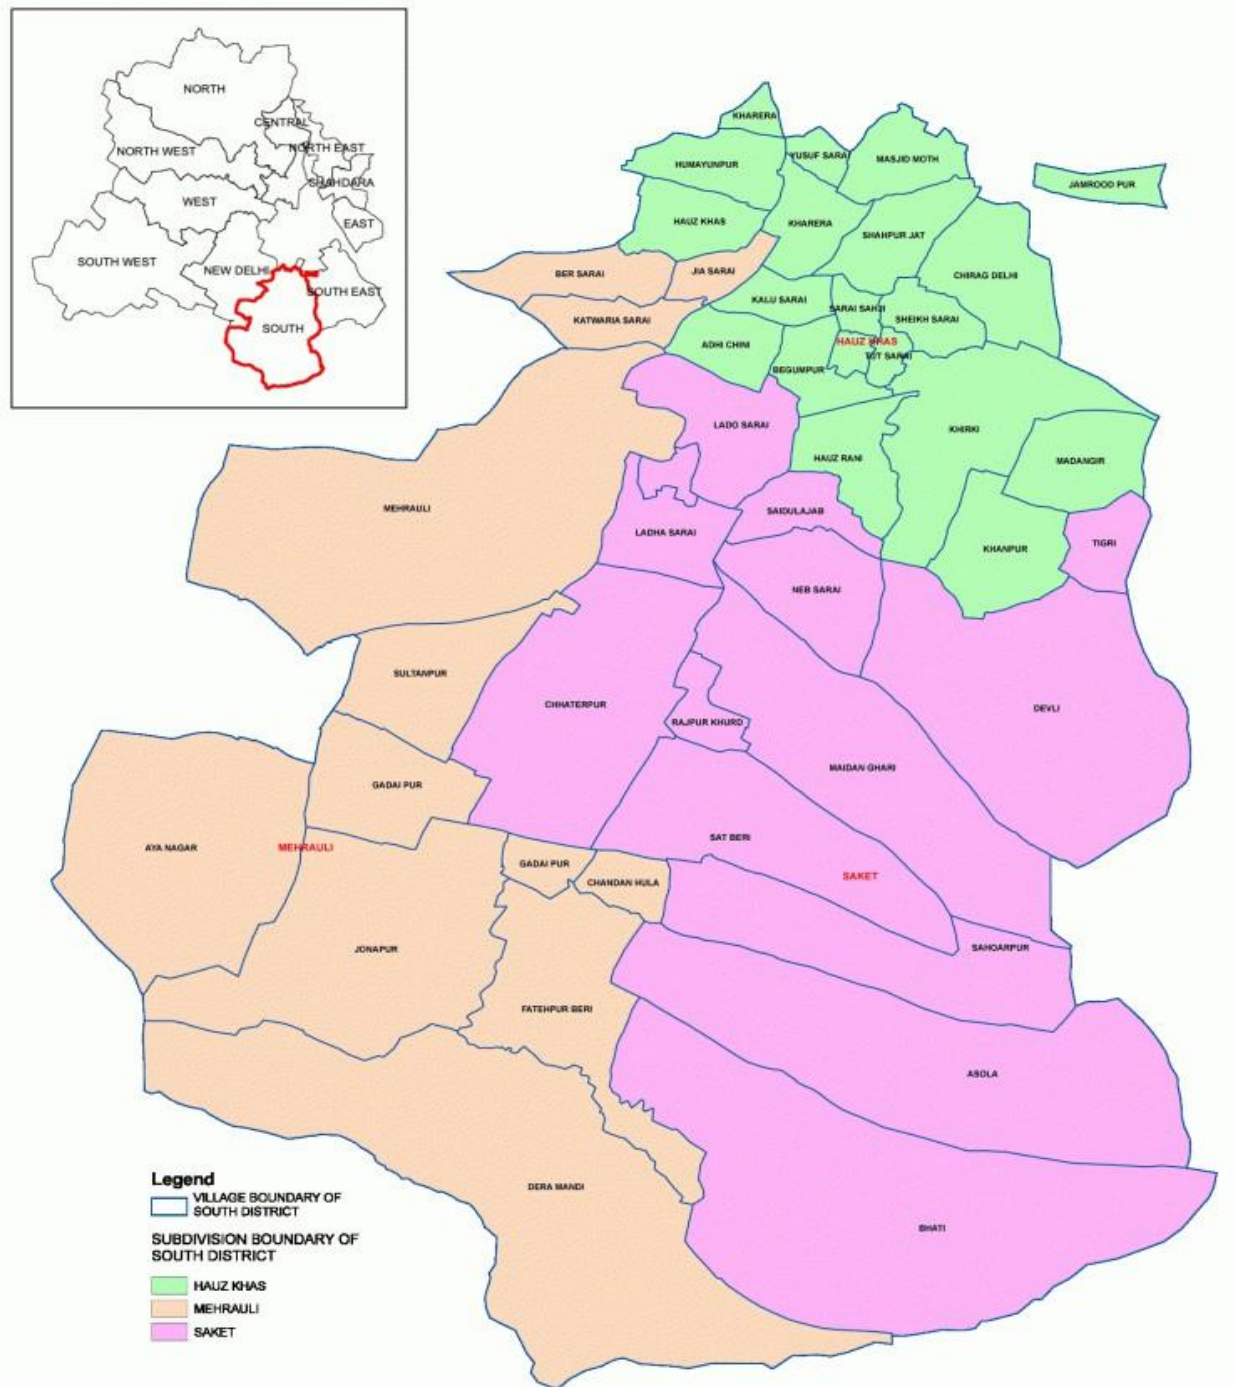 NORTH
CENTRAL
NORTH WEST
NORTH EAST
SHAHDARA
WEST
EAST
SOUTH WEST
NEW DELHI
SOUTH EAST
SOUTH
KHARERA
HUMAYUNPUR
YUSUF SARAI
MASJID MOTH
JAMROOD PUR
HAUZ KHAS
KHARERA
SHAHPUR JAT
BER SARAI
JIA SARAI
CHIRAG DELHI
KALU SARAI
SARAI SAHJI
SHEIKH SARAI
KATWARIA SARAI
ADHI CHINI
HAUZ KHAS
TOT SARAI
BEGUMPUR
LADO SARAI
KHIRKI
HAUZ RANI
MADANGIR
MEHRAULI
SAIDULAJAB
LADHA SARAI
KHANPUR
TIGRI
NEB SARAI
SULTANPUR
CHHATERPUR
RAJPUR KHURD
DEVLI
MAIDAN GHARI
GADAI PUR
SAT BERI
AYA NAGAR
MEHRAULI
GADAI PUR
CHANDAN HULA
SAKET
JONAPUR
SAHOARPUR
FATEHPUR BERI
ASOLA
DERA MANDI
BHATI
Legend
VILLAGE BOUNDARY OF
SOUTH DISTRICT
SUBDIVISION BOUNDARY OF
SOUTH DISTRICT
HAUZ KHAS
MEHRAULI
SAKET